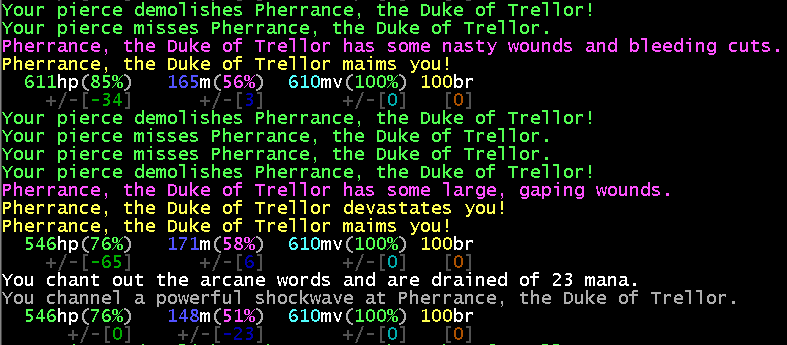 Your pierce demolishes Pherrance, the Duke of Trellor!
Your pierce misses Pherrance, the Duke of Trellor.
Pherrance, the Duke of Trellor has some nasty wounds and bleeding cuts.
Pherrance, the Duke of Trellor maims you!
611hp(85%) 165m(56%) 610mv(100%) 100br
+/-[-34] +/-[3] +/-[0] [0]
Your pierce demolishes Pherrance, the Duke of Trellor!
Your pierce misses Pherrance, the Duke of Trellor.
Your pierce misses Pherrance, the Duke of Trellor.
Your pierce demolishes Pherrance, the Duke of Trellor!
Pherrance, the Duke of Trellor has some large, gaping wounds.
Pherrance, the Duke of Trellor devastates you!
Pherrance, the Duke of Trellor maims you!
546hp(76%) 171m(58%) 610mv(100%) 100br
+/-[-65] +/-[6] +/-[0] [0]
You chant out the arcane words and are drained of 23 mana.
You channel a powerful shockwave at Pherrance, the Duke of Trellor.
546hp(76%) 148m(51%) 610mv(100%) 100br
+/-[0] +/-[-23] +/-[0] [0]